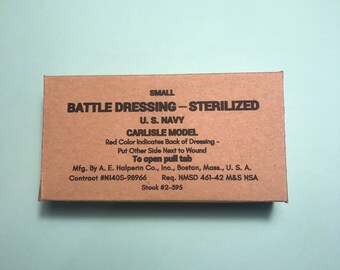 SMALL
BATTLE DRESSING – STERILIZED
U. S. NAVY
CARLISLE MODEL
Red Color Indicates Back of Dressing –
Put Other Side Next to Wound
To open pull tab
Mfg. By A. E. Halperin Co., Inc., Boston, Mass., U. S. A.
Contract #N140S-98966 Req. NMSD 461-42 M&S NSA
Stock #2-595